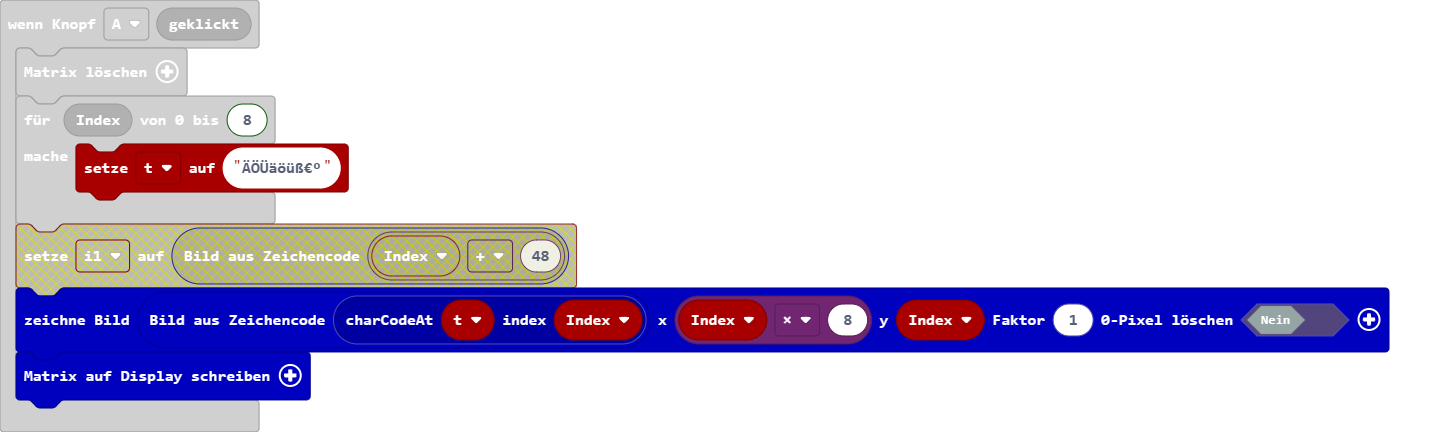 wenn Knopf A geklickt
Matrix löschen
für Index von 0 bis 8
mache setze t auf "ÄÖÜäöüß€º"
setze i1 auf Bild aus Zeichencode Index + 48
zeichne Bild Bild aus Zeichencode charCodeAt t index Index x Index × 8 y Index Faktor 1 0-Pixel löschen Nein
Matrix auf Display schreiben